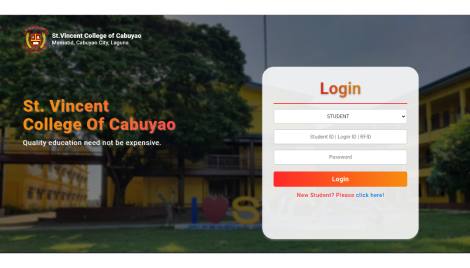 St.Vincent College of Cabuyao
Mamatid, Cabuyao City, Laguna
St. Vincent
College Of Cabuyao
Quality education need not be expensive.
Login
STUDENT
Student ID | Login ID | RFID
Password
Login
New Student? Please click here!